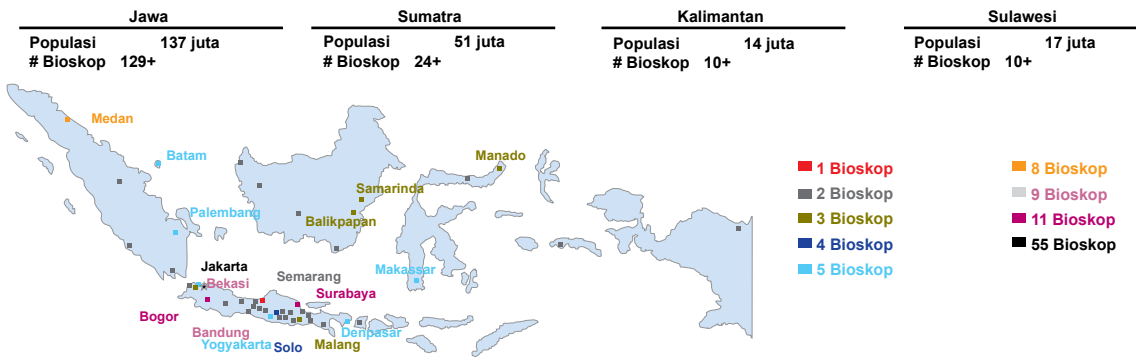 Jawa
Populasi 137 juta
# Bioskop 129+
Sumatra
Populasi 51 juta
# Bioskop 24+
Kalimantan
Populasi 14 juta
# Bioskop 10+
Sulawesi
Populasi 17 juta
# Bioskop 10+
Medan
Batam
Manado
Samarinda
Palembang
Balikpapan
Makassar
Jakarta
Bekasi
Semarang
Surabaya
Bogor
Bandung
Denpasar
Yogyakarta
Solo
Malang
1 Bioskop
2 Bioskop
3 Bioskop
4 Bioskop
5 Bioskop
8 Bioskop
9 Bioskop
11 Bioskop
55 Bioskop